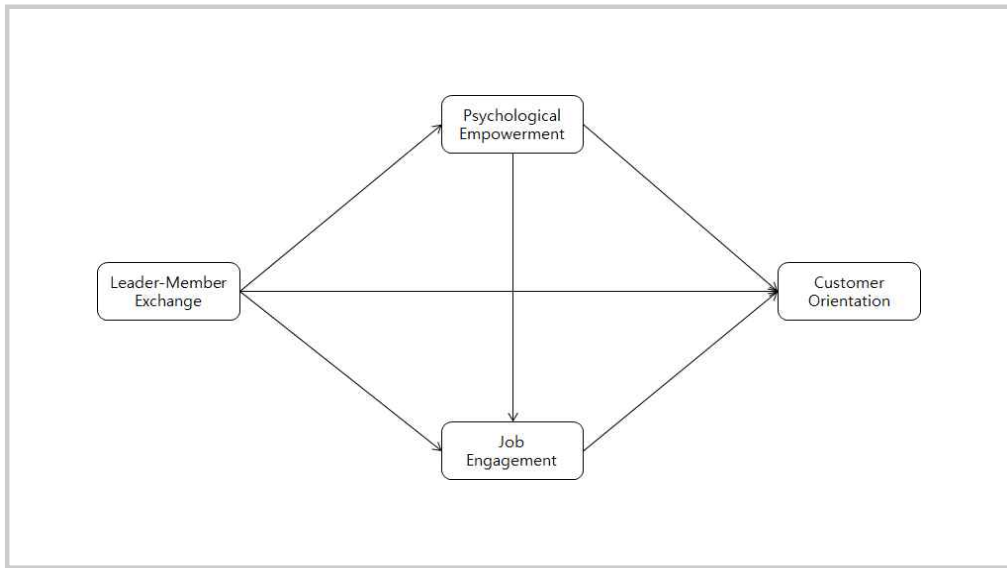 Psychological
Empowerment
Leader-Member
Exchange
Customer
Orientation
Job
Engagement